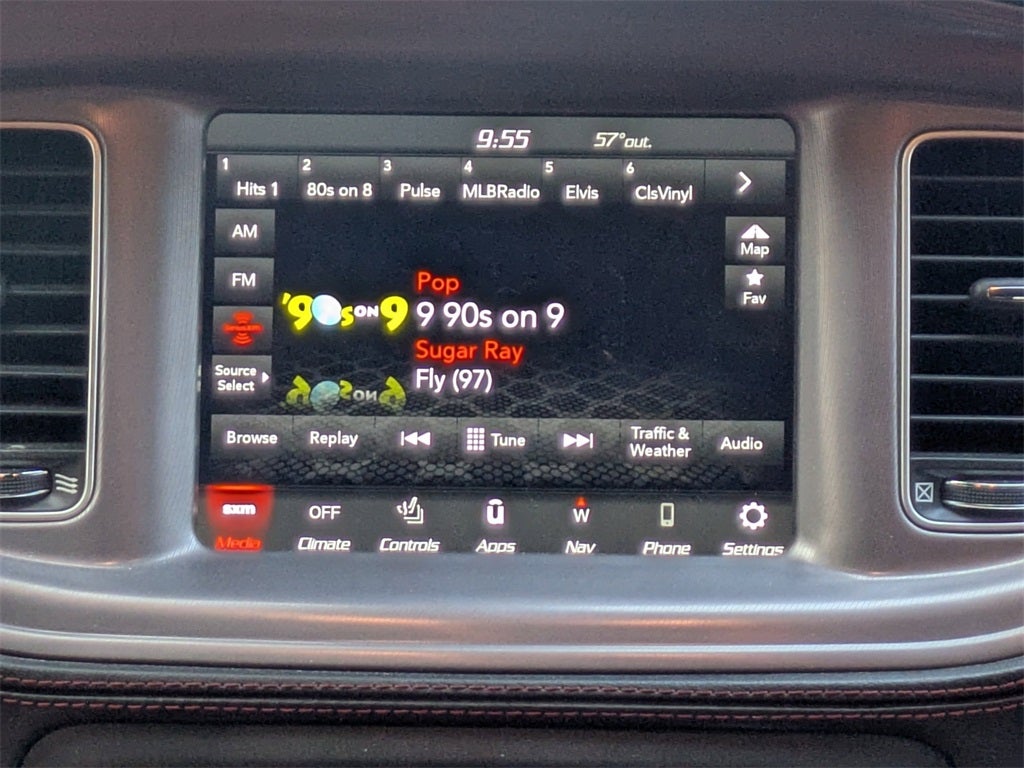 9:55 57°out.
1 2 3 4 5 6
Hits 1 80s on 8 Pulse MLBRadio Elvis ClsVinyl
AM
Map
FM
Fav
Pop
'90s ON 9 9 90s on 9
SiriusXM
Sugar Ray
Source
Select
Fly (97)
Browse Replay Tune Traffic &
Weather Audio
sxm OFF u W
Media Climate Controls Apps Nav Phone Settings